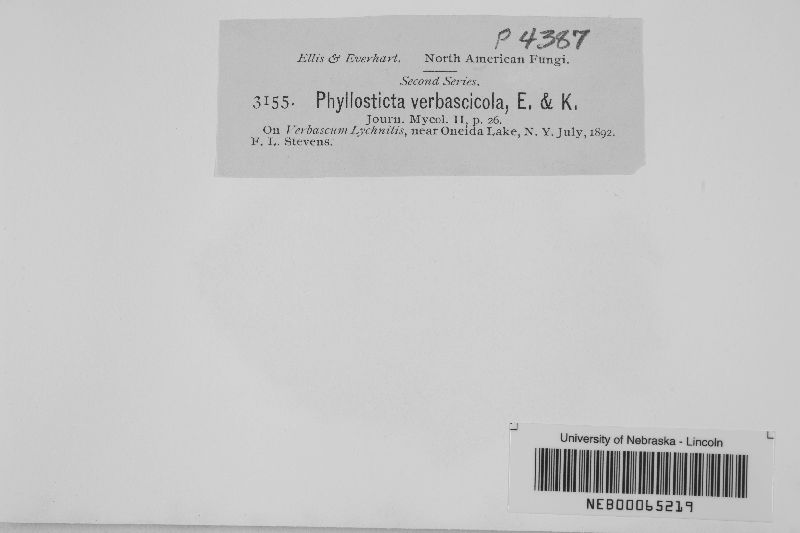 P 4387
Ellis & Everhart. North American Fungi.
Second Series.
3155. Phyllosticta verbascicola, E. & K.
Journ. Mycol. II, p. 26.
On Verbascum Lychnitis, near Oneida Lake, N. Y. July, 1892.
F. L. Stevens.
University of Nebraska - Lincoln
NEB00065219